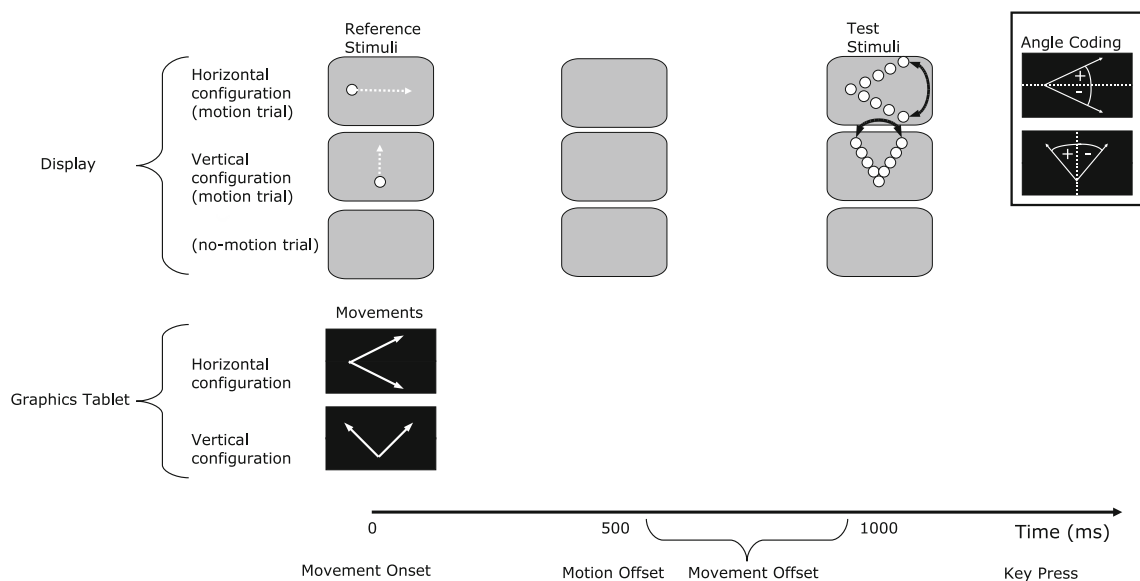 Reference
Stimuli
Test
Stimuli
Angle Coding
+
-
+ -
Display
Horizontal
configuration
(motion trial)
Vertical
configuration
(motion trial)
(no-motion trial)
Movements
Graphics Tablet
Horizontal
configuration
Vertical
configuration
0 500 1000 Time (ms)
Movement Onset Motion Offset Movement Offset Key Press